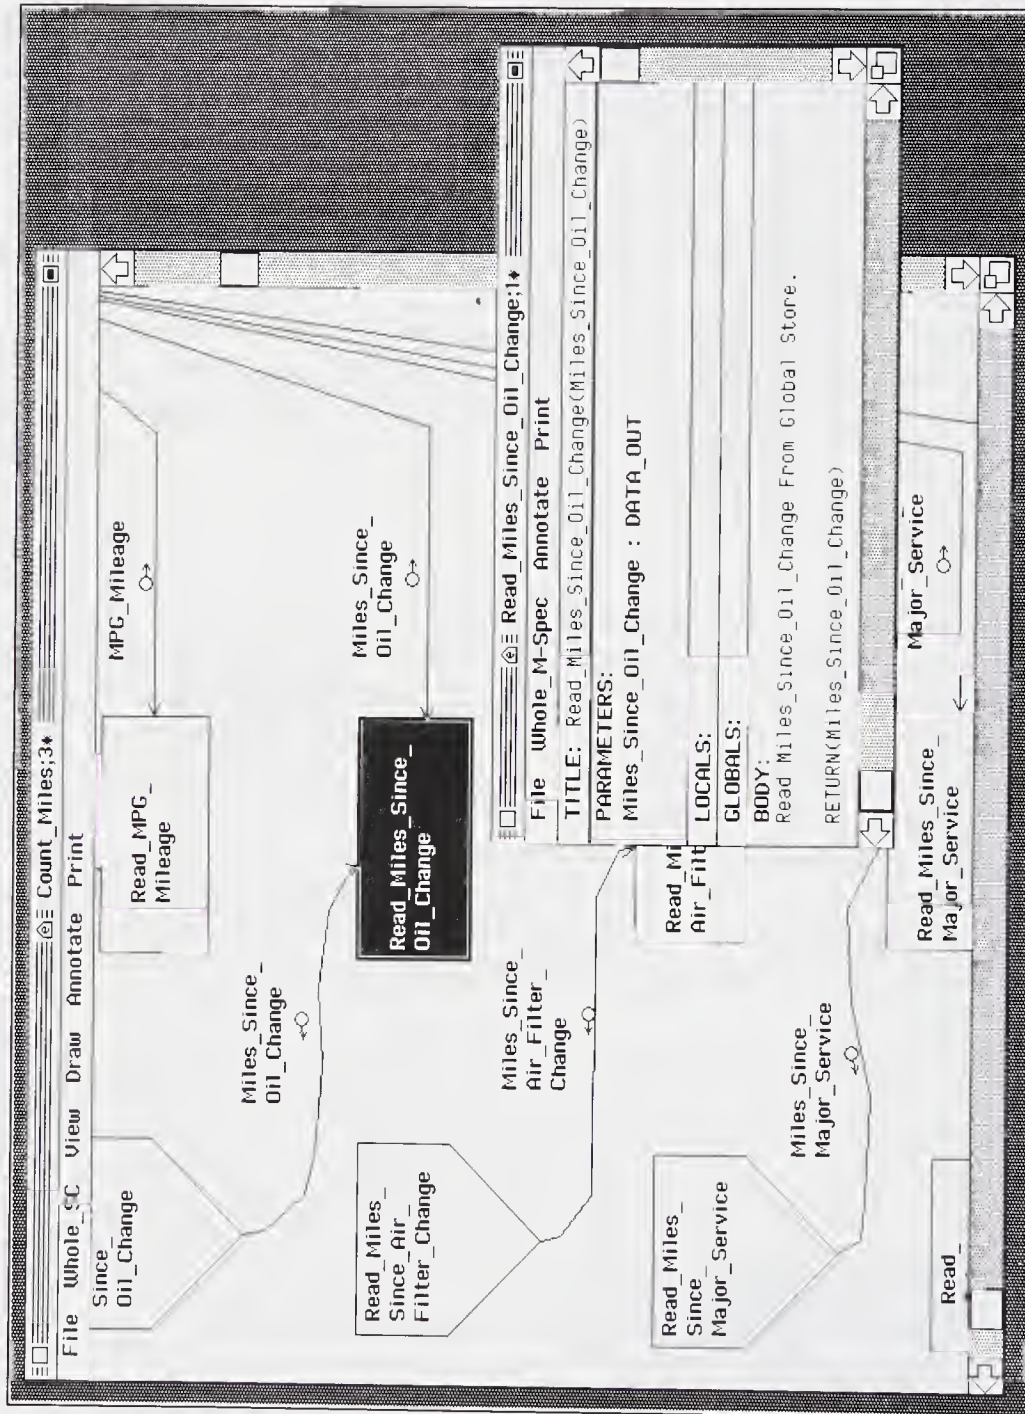 Count_Miles;3*
File Whole_SC View Draw Annotate Print
Since_
Oil_Change
Read_MPG_
Mileage
MPG_Mileage
Miles_Since_
Oil_Change
Read_Miles_Since_
Oil_Change
Miles_Since_
Oil_Change
Read_Miles_
Since_Air_
Filter_Change
Miles_Since_
Air_Filter_
Change
Read_Mi
Air_Filt
Read_Miles_
Since_
Major_Service
Miles_Since_
Major_Service
Read_Miles_Since_
Major_Service
Major_Service
Read_
Read_Miles_Since_Oil_Change;1*
File Whole_M-Spec Annotate Print
TITLE: Read_Miles_Since_Oil_Change(Miles_Since_Oil_Change)
PARAMETERS:
Miles_Since_Oil_Change : DATA_OUT
LOCALS:
GLOBALS:
BODY:
Read Miles_Since_Oil_Change From Global Store.
RETURN(Miles_Since_Oil_Change)